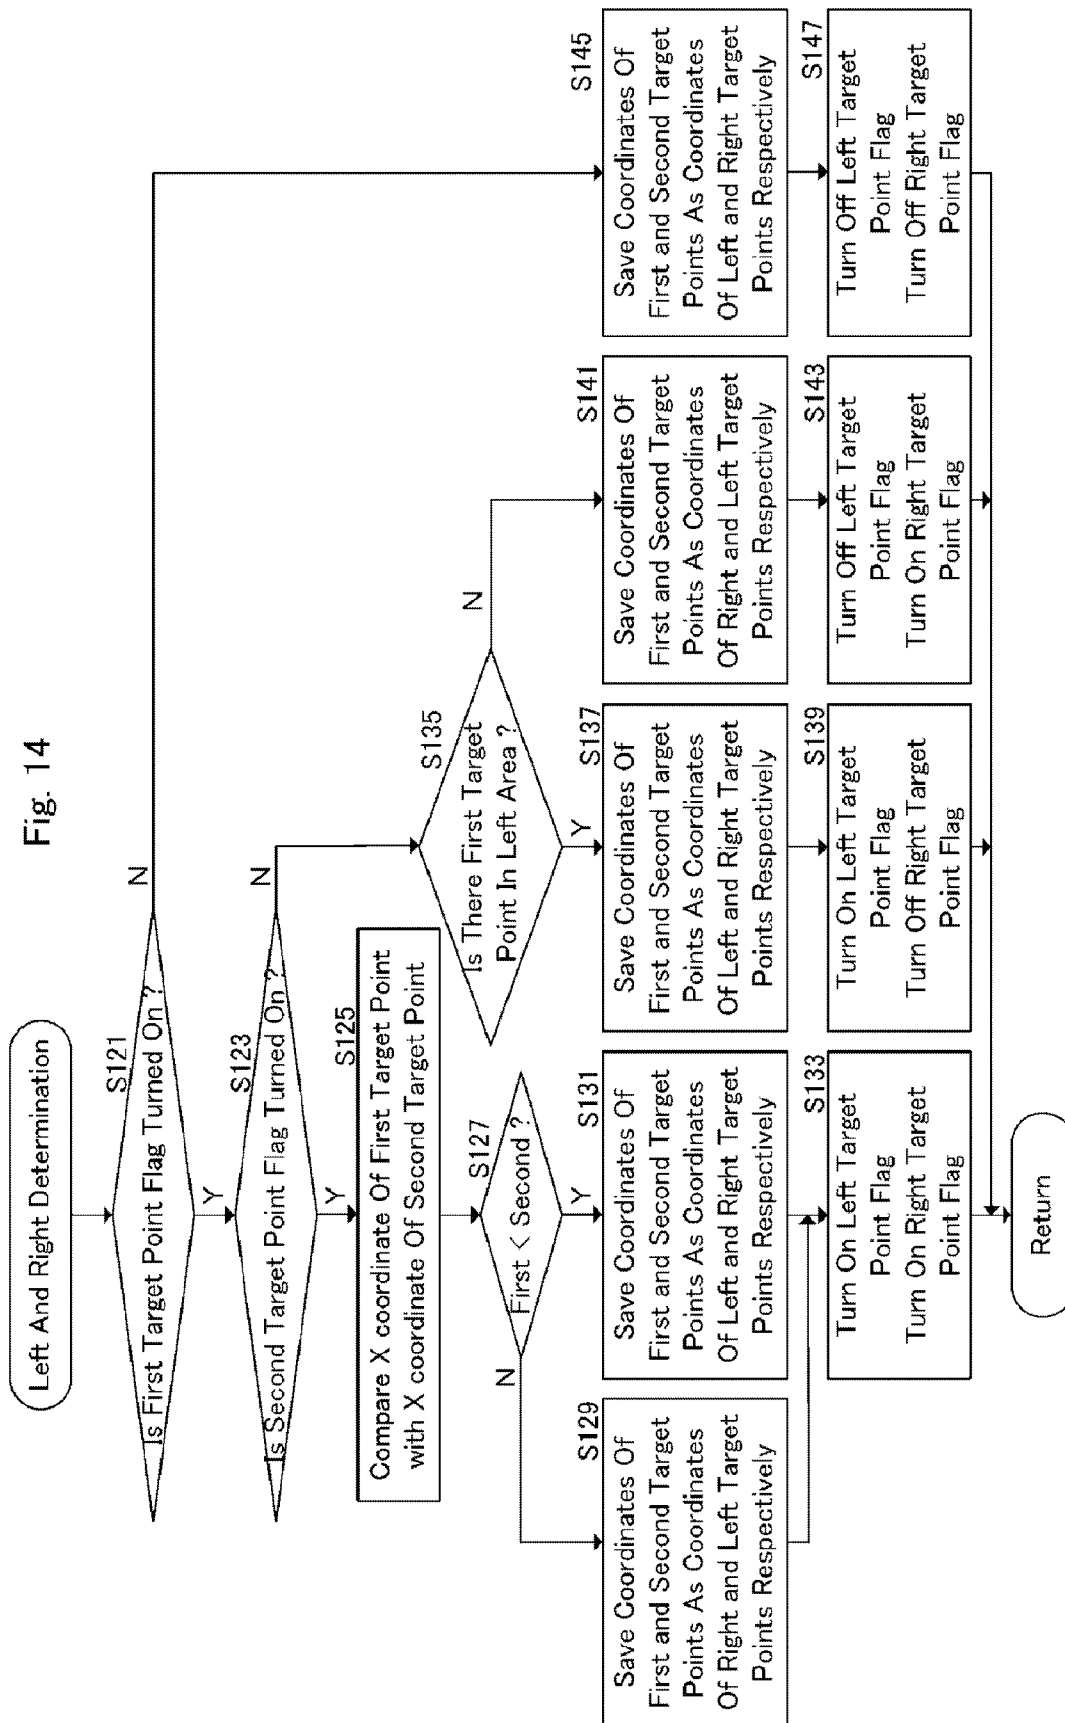 Fig. 14
Left And Right Determination
S121
Is First Target Point Flag Turned On ?
N
Y
S123
Is Second Target Point Flag Turned On ?
N
Y
S125
Compare X coordinate Of First Target Point
with X coordinate Of Second Target Point
S127
First < Second ?
N
Y
S135
Is There First Target
Point In Left Area ?
N
Y
S129
Save Coordinates Of
First and Second Target
Points As Coordinates
Of Right and Left Target
Points Respectively
S131
Save Coordinates Of
First and Second Target
Points As Coordinates
Of Left and Right Target
Points Respectively
S137
Save Coordinates Of
First and Second Target
Points As Coordinates
Of Left and Right Target
Points Respectively
S141
Save Coordinates Of
First and Second Target
Points As Coordinates
Of Right and Left Target
Points Respectively
S145
Save Coordinates Of
First and Second Target
Points As Coordinates
Of Left and Right Target
Points Respectively
S133
Turn On Left Target
Point Flag
Turn On Right Target
Point Flag
S139
Turn On Left Target
Point Flag
Turn Off Right Target
Point Flag
S143
Turn Off Left Target
Point Flag
Turn On Right Target
Point Flag
S147
Turn Off Left Target
Point Flag
Turn Off Right Target
Point Flag
Return